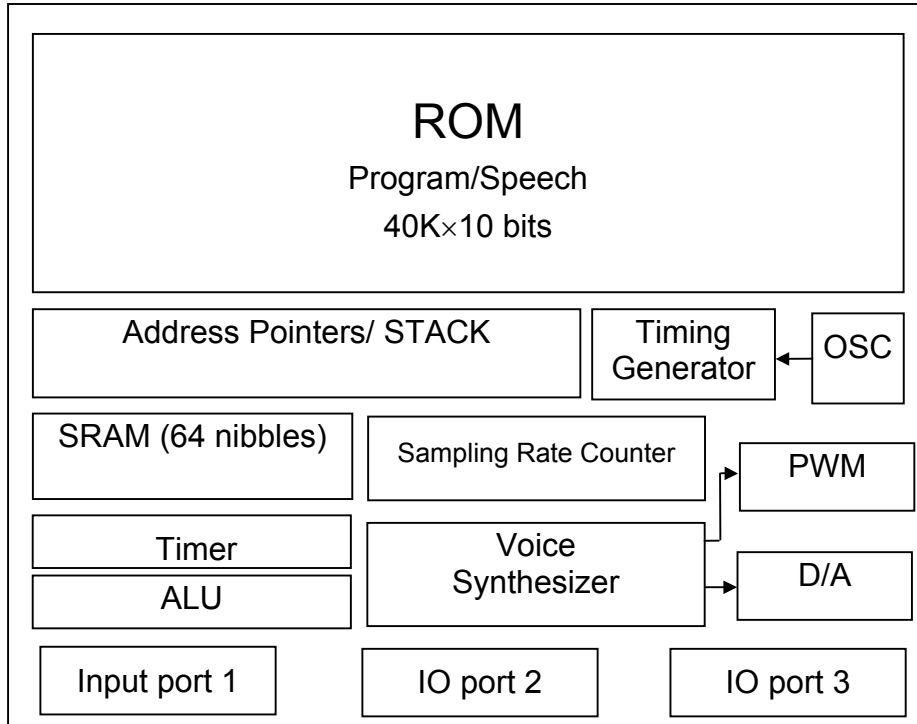 ROM
Program/Speech
40K×10 bits
Address Pointers/ STACK
Timing
Generator
OSC
SRAM (64 nibbles)
Sampling Rate Counter
PWM
Timer
Voice
Synthesizer
D/A
ALU
Input port 1
IO port 2
IO port 3